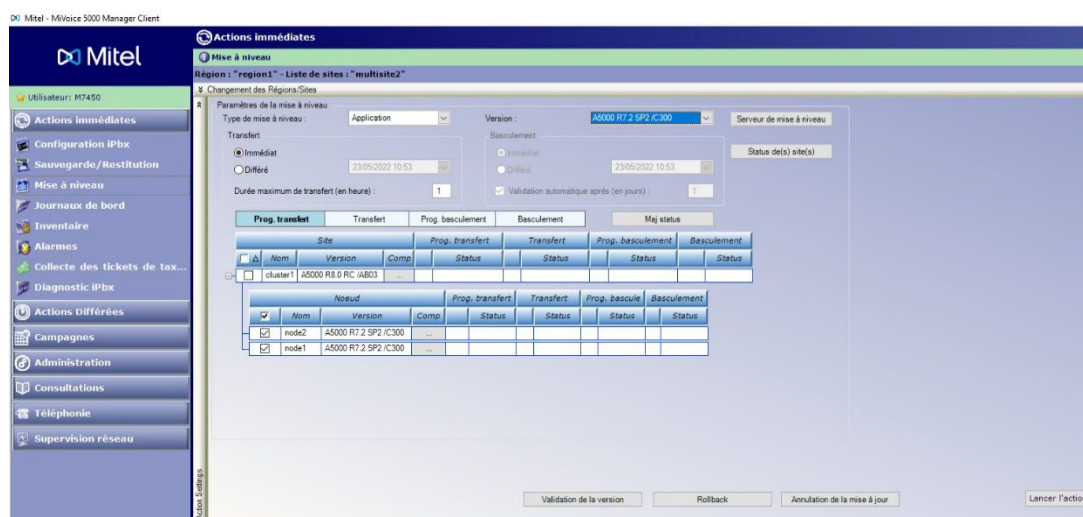 Mitel - MiVoice 5000 Manager Client
Mitel
Utilisateur: M7450
Actions immédiates
Configuration iPbx
Sauvegarde/Restitution
Mise à niveau
Journaux de bord
Inventaire
Alarmes
Collecte des tickets de tax...
Diagnostic iPbx
Actions Différées
Campagnes
Administration
Consultations
Téléphonie
Supervision réseau
Actions immédiates
Mise à niveau
Région : "region1" - Liste de sites : "multisite2"
Changement des Régions/Sites
Paramètres de la mise à niveau
Type de mise à niveau : Application Version : A5000 R7.2 SP2 /C300 Serveur de mise à niveau
Transfert Basculement
Immédiat Immédiat Status de(s) site(s)
Différé 23/05/2022 10:53 Différé 23/05/2022 10:53
Durée maximum de transfert (en heure) : 1 Validation automatique après (en jours) : 1
Prog. transfert Transfert Prog. basculement Basculement Maj status
Site Prog. transfert Transfert Prog. basculement Basculement
Nom Version Comp Status Status Status Status
cluster1 A5000 R8.0 RC /AB03 ...
Noeud Prog. transfert Transfert Prog. bascule Basculement
Nom Version Comp Status Status Status Status
node2 A5000 R7.2 SP2 /C300 ...
node1 A5000 R7.2 SP2 /C300 ...
Action Settings
Validation de la version Rollback Annulation de la mise à jour Lancer l'actio